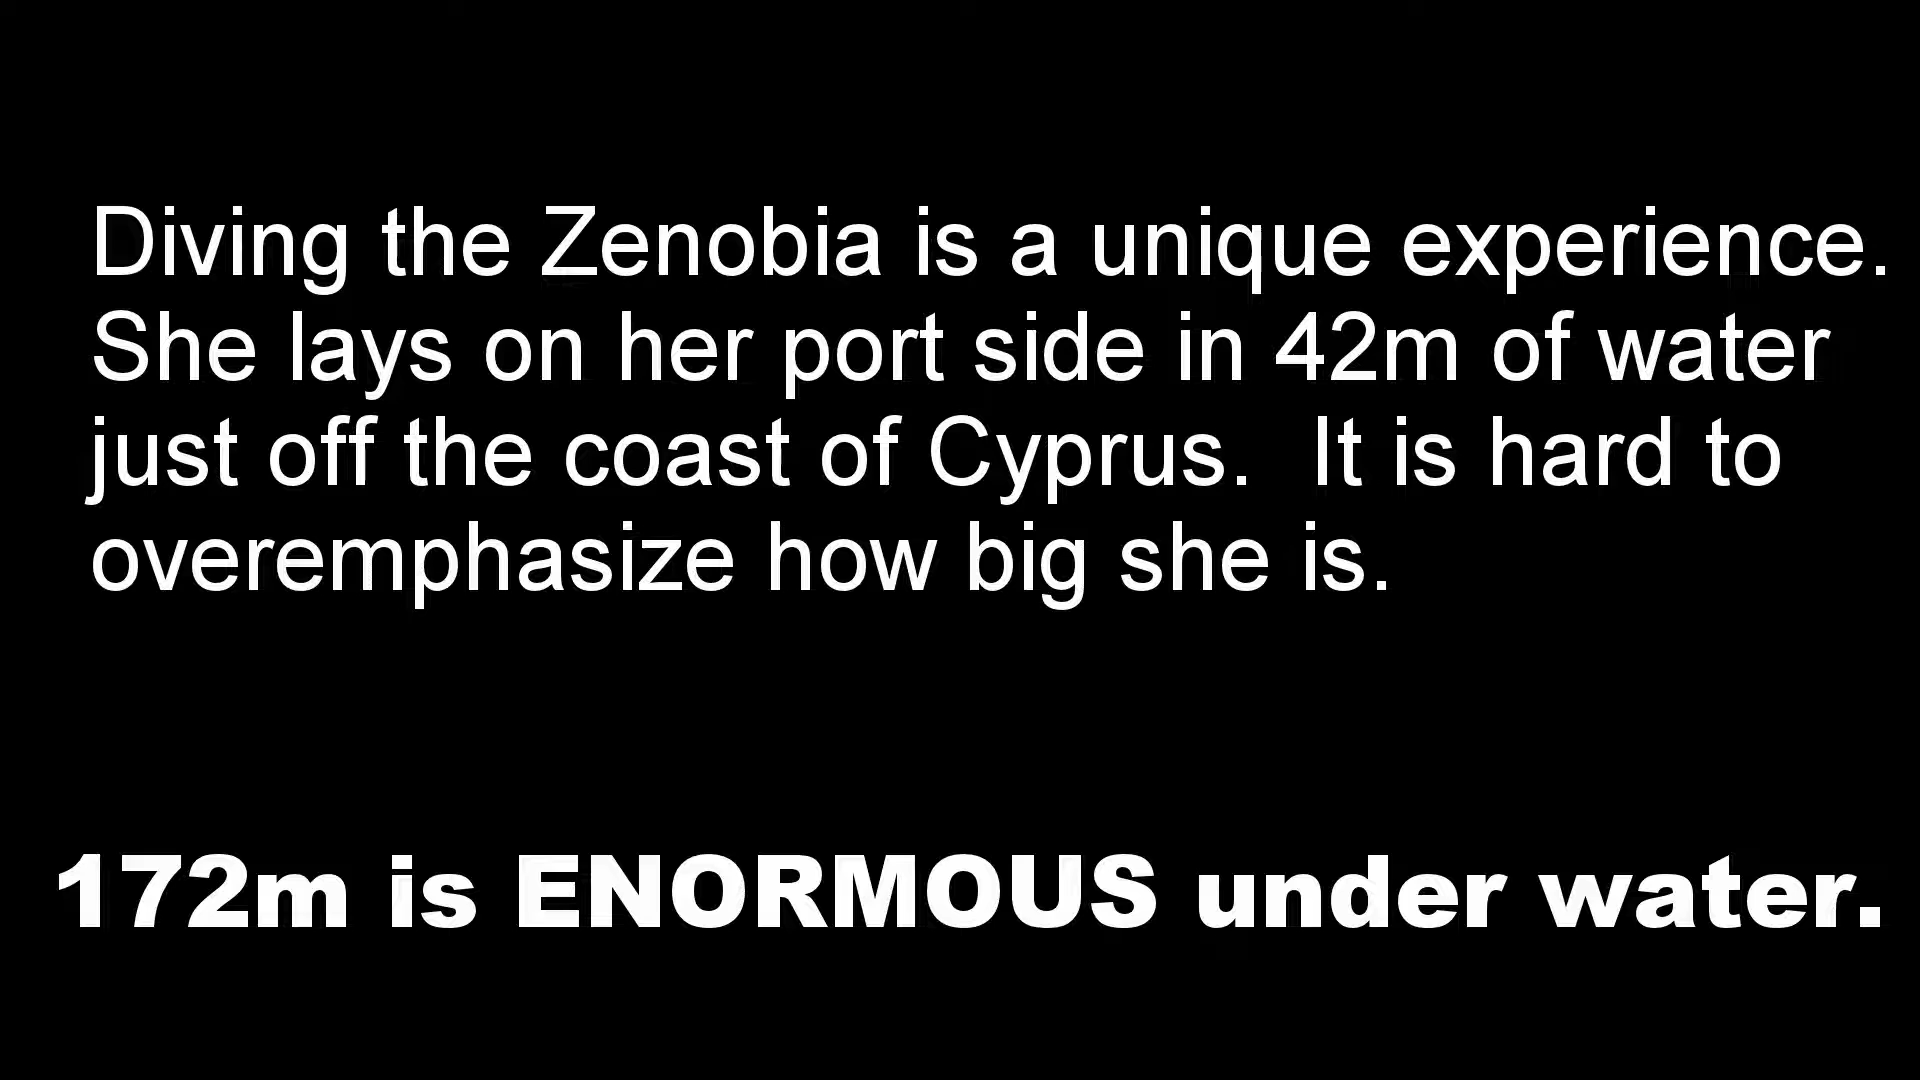 Diving the Zenobia is a unique experience.
She lays on her port side in 42m of water
just off the coast of Cyprus.  It is hard to
overemphasize how big she is.
172m is ENORMOUS under water.